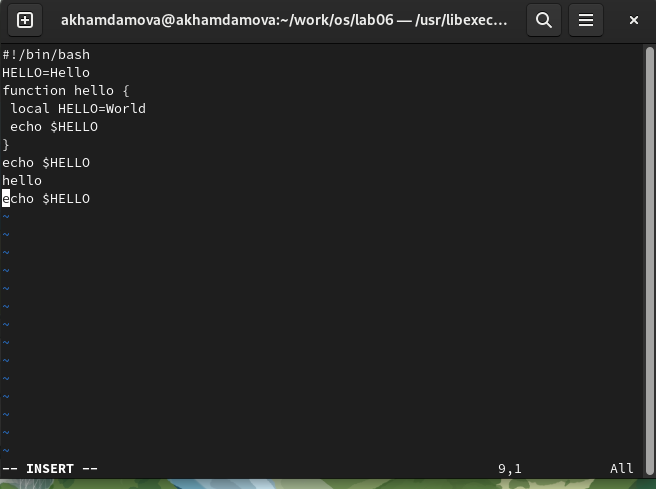 akhamdamova@akhamdamova:~/work/os/lab06 — /usr/libexec…
#!/bin/bash
HELLO=Hello
function hello {
 local HELLO=World
 echo $HELLO
}
echo $HELLO
hello
echo $HELLO
~
~
~
~
~
~
~
~
~
~
~
~
~
~
-- INSERT -- 9,1 All